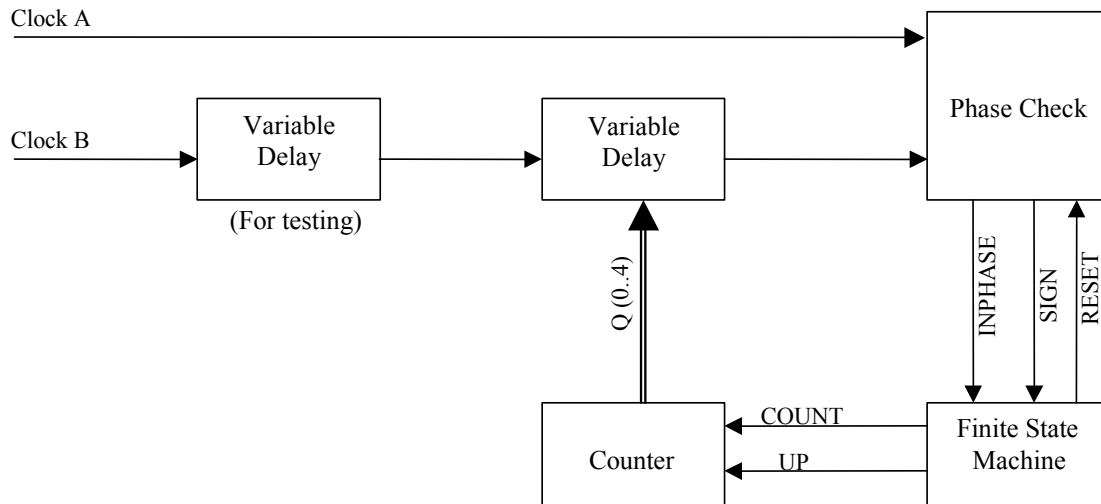 Clock A
Phase Check
Clock B
Variable
Delay
Variable
Delay
(For testing)
Q (0..4)
INPHASE
SIGN
RESET
COUNT
UP
Counter
Finite State
Machine